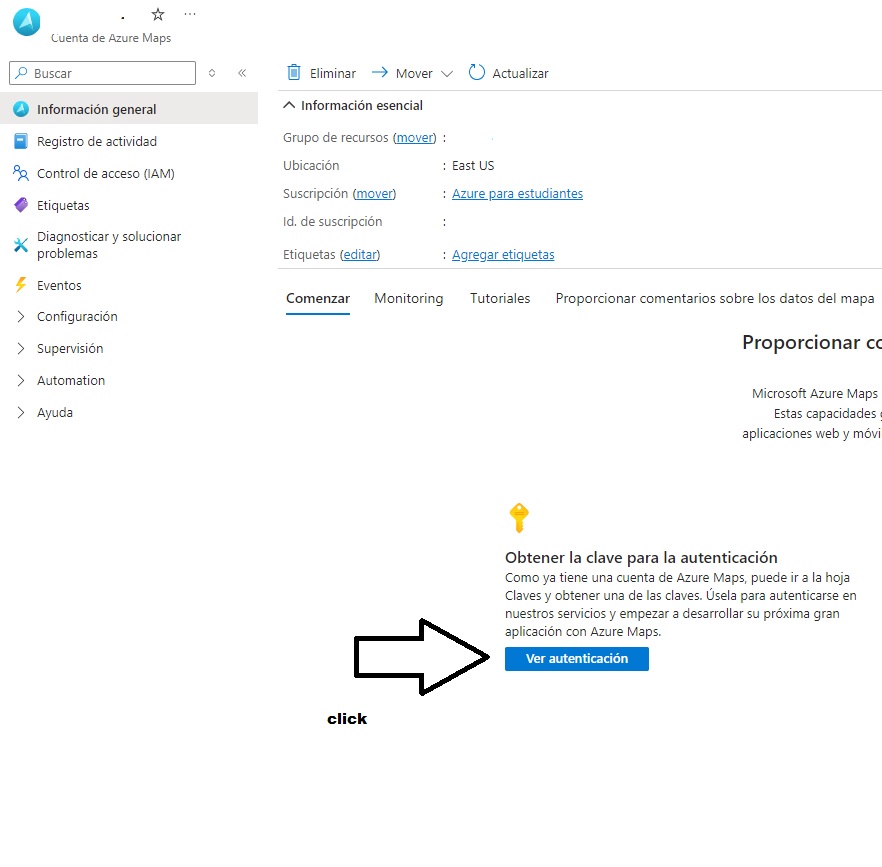 Cuenta de Azure Maps
Buscar
Información general
Registro de actividad
Control de acceso (IAM)
Etiquetas
Diagnosticar y solucionar
problemas
Eventos
Configuración
Supervisión
Automation
Ayuda
Eliminar
Mover
Actualizar
Información esencial
Grupo de recursos (mover) :
Ubicación : East US
Suscripción (mover) : Azure para estudiantes
Id. de suscripción :
Etiquetas (editar) : Agregar etiquetas
Comenzar Monitoring Tutoriales Proporcionar comentarios sobre los datos del mapa
Proporcionar co
Microsoft Azure Maps
Estas capacidades
aplicaciones web y móvi
Obtener la clave para la autenticación
Como ya tiene una cuenta de Azure Maps, puede ir a la hoja
Claves y obtener una de las claves. Úsela para autenticarse en
nuestros servicios y empezar a desarrollar su próxima gran
aplicación con Azure Maps.
Ver autenticación
click